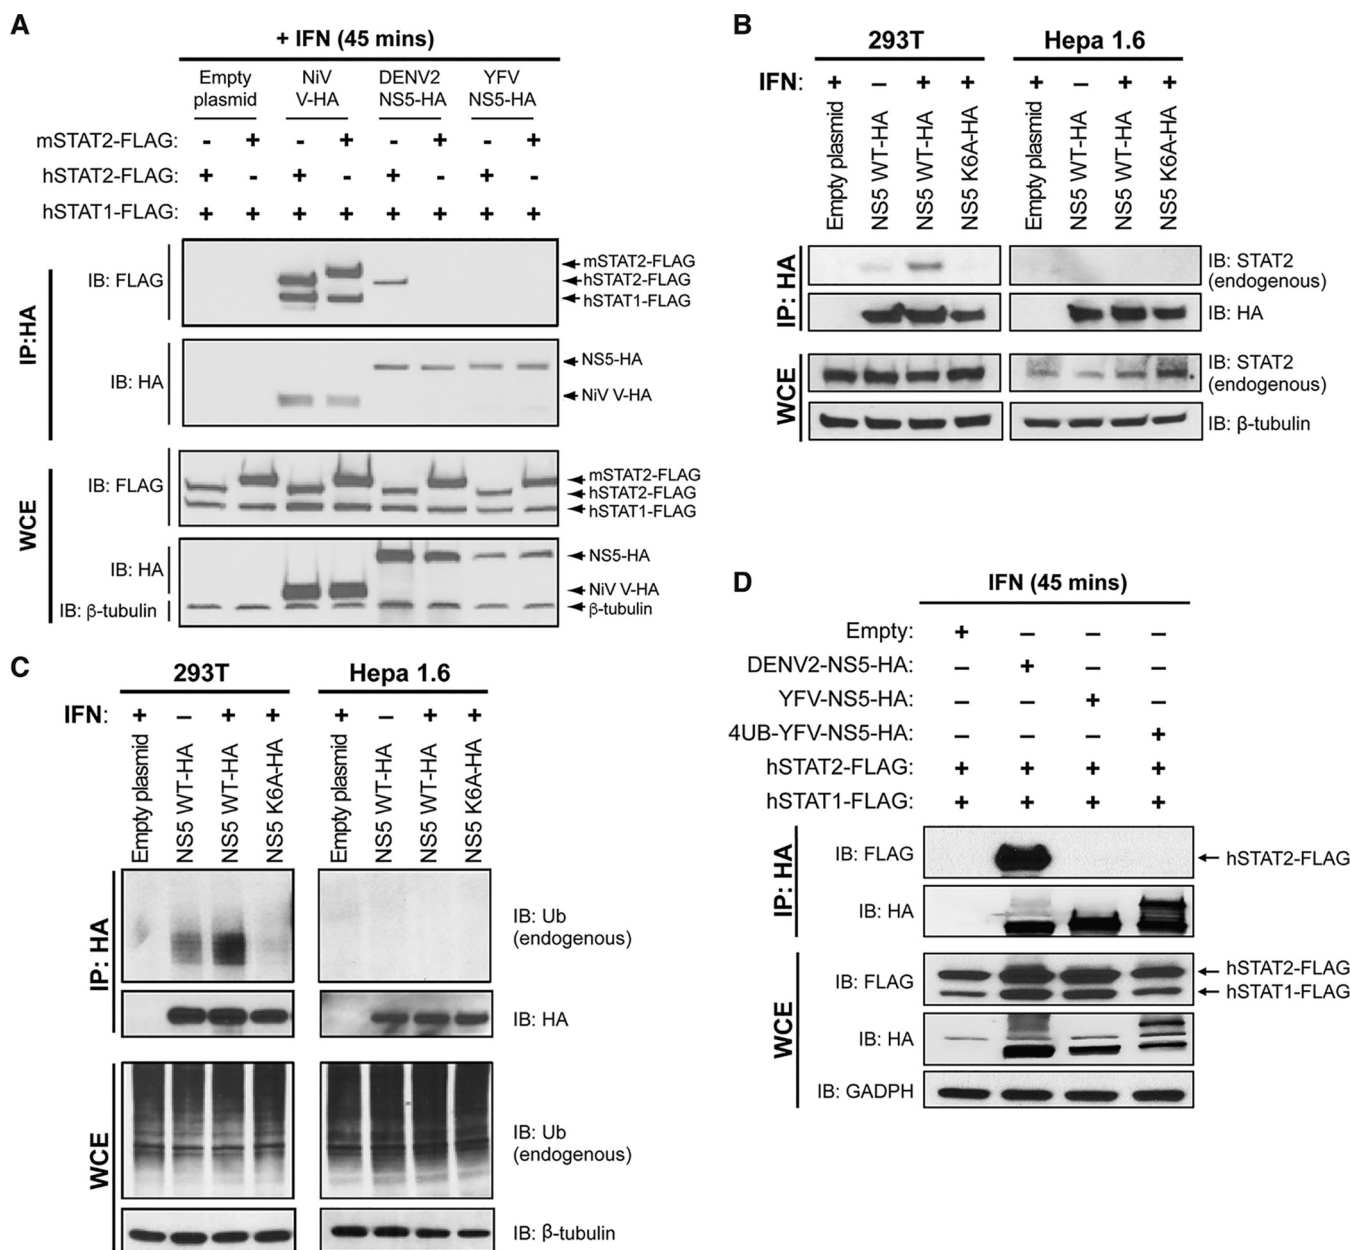 A
+ IFN (45 mins)
Empty plasmid
NiV V-HA
DENV2 NS5-HA
YFV NS5-HA
mSTAT2-FLAG: - + - + - + - +
hSTAT2-FLAG: + - + - + - + -
hSTAT1-FLAG: + + + + + + + +
IP:HA
IB: FLAG
mSTAT2-FLAG
hSTAT2-FLAG
hSTAT1-FLAG
IB: HA
NS5-HA
NiV V-HA
WCE
IB: FLAG
mSTAT2-FLAG
hSTAT2-FLAG
hSTAT1-FLAG
IB: HA
NS5-HA
NiV V-HA
IB: β-tubulin
β-tubulin
B
293T
Hepa 1.6
IFN: + – + + + – + +
Empty plasmid
NS5 WT-HA
NS5 WT-HA
NS5 K6A-HA
Empty plasmid
NS5 WT-HA
NS5 WT-HA
NS5 K6A-HA
IP: HA
IB: STAT2
(endogenous)
IB: HA
WCE
IB: STAT2
(endogenous)
IB: β-tubulin
C
293T
Hepa 1.6
IFN: + – + + + – + +
Empty plasmid
NS5 WT-HA
NS5 WT-HA
NS5 K6A-HA
Empty plasmid
NS5 WT-HA
NS5 WT-HA
NS5 K6A-HA
IP: HA
IB: Ub
(endogenous)
IB: HA
WCE
IB: Ub
(endogenous)
IB: β-tubulin
D
IFN (45 mins)
Empty: + – – –
DENV2-NS5-HA: – + – –
YFV-NS5-HA: – – + –
4UB-YFV-NS5-HA: – – – +
hSTAT2-FLAG: + + + +
hSTAT1-FLAG: + + + +
IP: HA
IB: FLAG
hSTAT2-FLAG
IB: HA
WCE
IB: FLAG
hSTAT2-FLAG
hSTAT1-FLAG
IB: HA
IB: GADPH